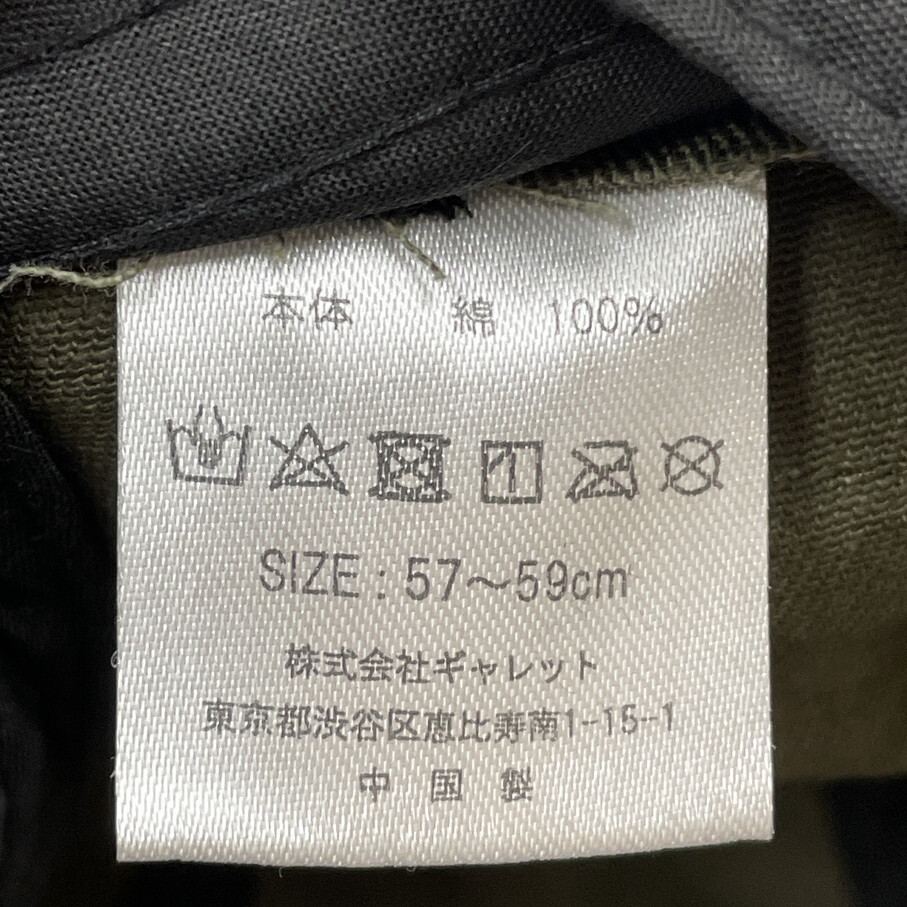 本体 綿 100%
SIZE : 57～59cm
株式会社ギャレット
東京都渋谷区恵比寿南1-15-1
中国製